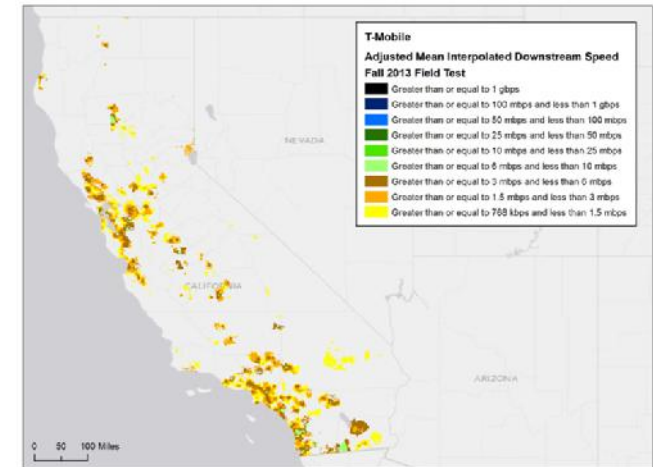 T-Mobile
Adjusted Mean Interpolated Downstream Speed
Fall 2013 Field Test
Greater than or equal to 1 gbps
Greater than or equal to 100 mbps and less than 1 gbps
Greater than or equal to 50 mbps and less than 100 mbps
Greater than or equal to 25 mbps and less than 50 mbps
Greater than or equal to 10 mbps and less than 25 mbps
Greater than or equal to 6 mbps and less than 10 mbps
Greater than or equal to 3 mbps and less than 6 mbps
Greater than or equal to 1.5 mbps and less than 3 mbps
Greater than or equal to 768 kbps and less than 1.5 mbps
NEVADA
CALIFORNIA
ARIZONA
0 50 100 Miles